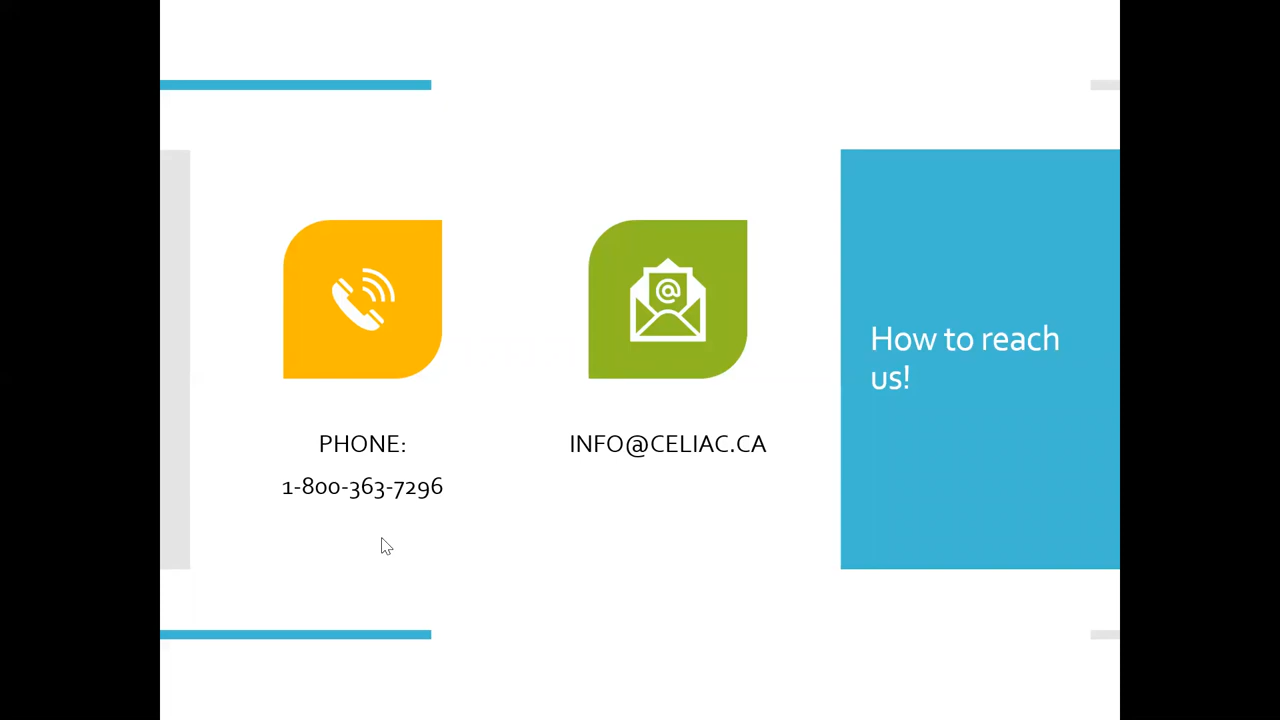 PHONE:
1-800-363-7296
INFO@CELIAC.CA
How to reach
us!